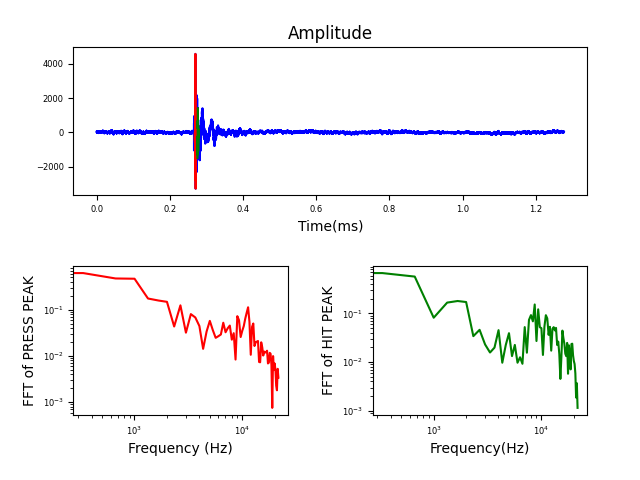 Amplitude
4000
2000
0
−2000
0.0 0.2 0.4 0.6 0.8 1.0 1.2
Time(ms)
FFT of PRESS PEAK
10⁻¹
10⁻²
10⁻³
10³ 10⁴
Frequency (Hz)
FFT of HIT PEAK
10⁻¹
10⁻²
10⁻³
10³ 10⁴
Frequency(Hz)